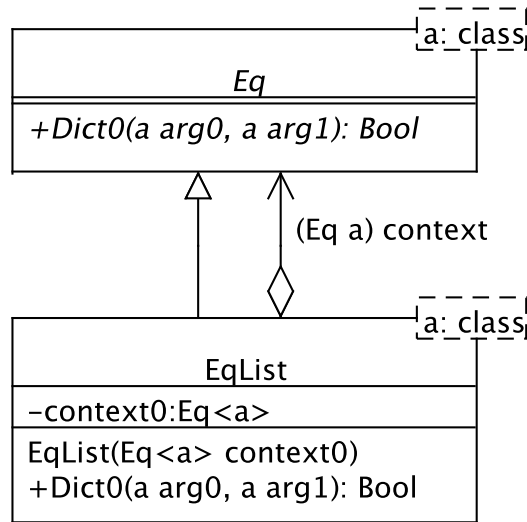 a: class
Eq
+Dict0(a arg0, a arg1): Bool
(Eq a) context
a: class
EqList
–context0:Eq<a>
EqList(Eq<a> context0)
+Dict0(a arg0, a arg1): Bool